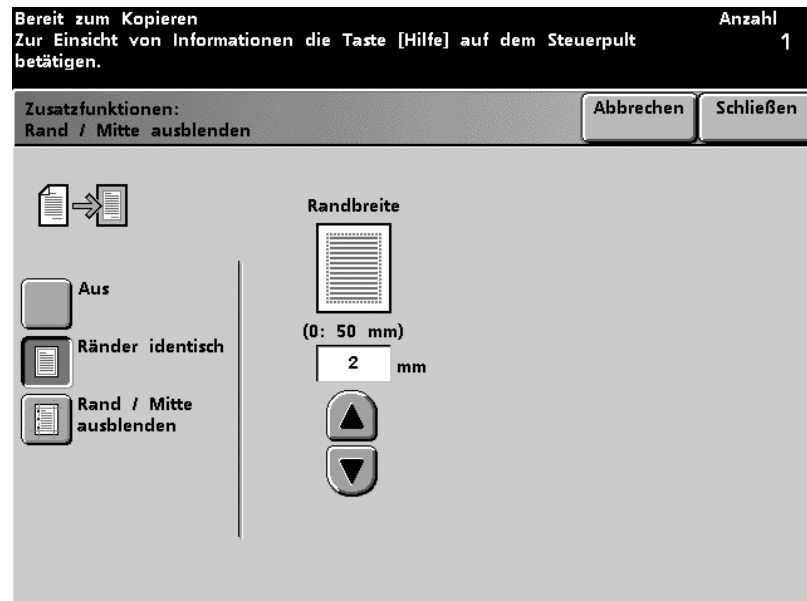 Bereit zum Kopieren
Anzahl
Zur Einsicht von Informationen die Taste [Hilfe] auf dem Steuerpult
1
betätigen.
Zusatzfunktionen:
Rand / Mitte ausblenden
Abbrechen
Schließen
Randbreite
Aus
(0: 50 mm)
Ränder identisch
2 mm
Rand / Mitte
ausblenden